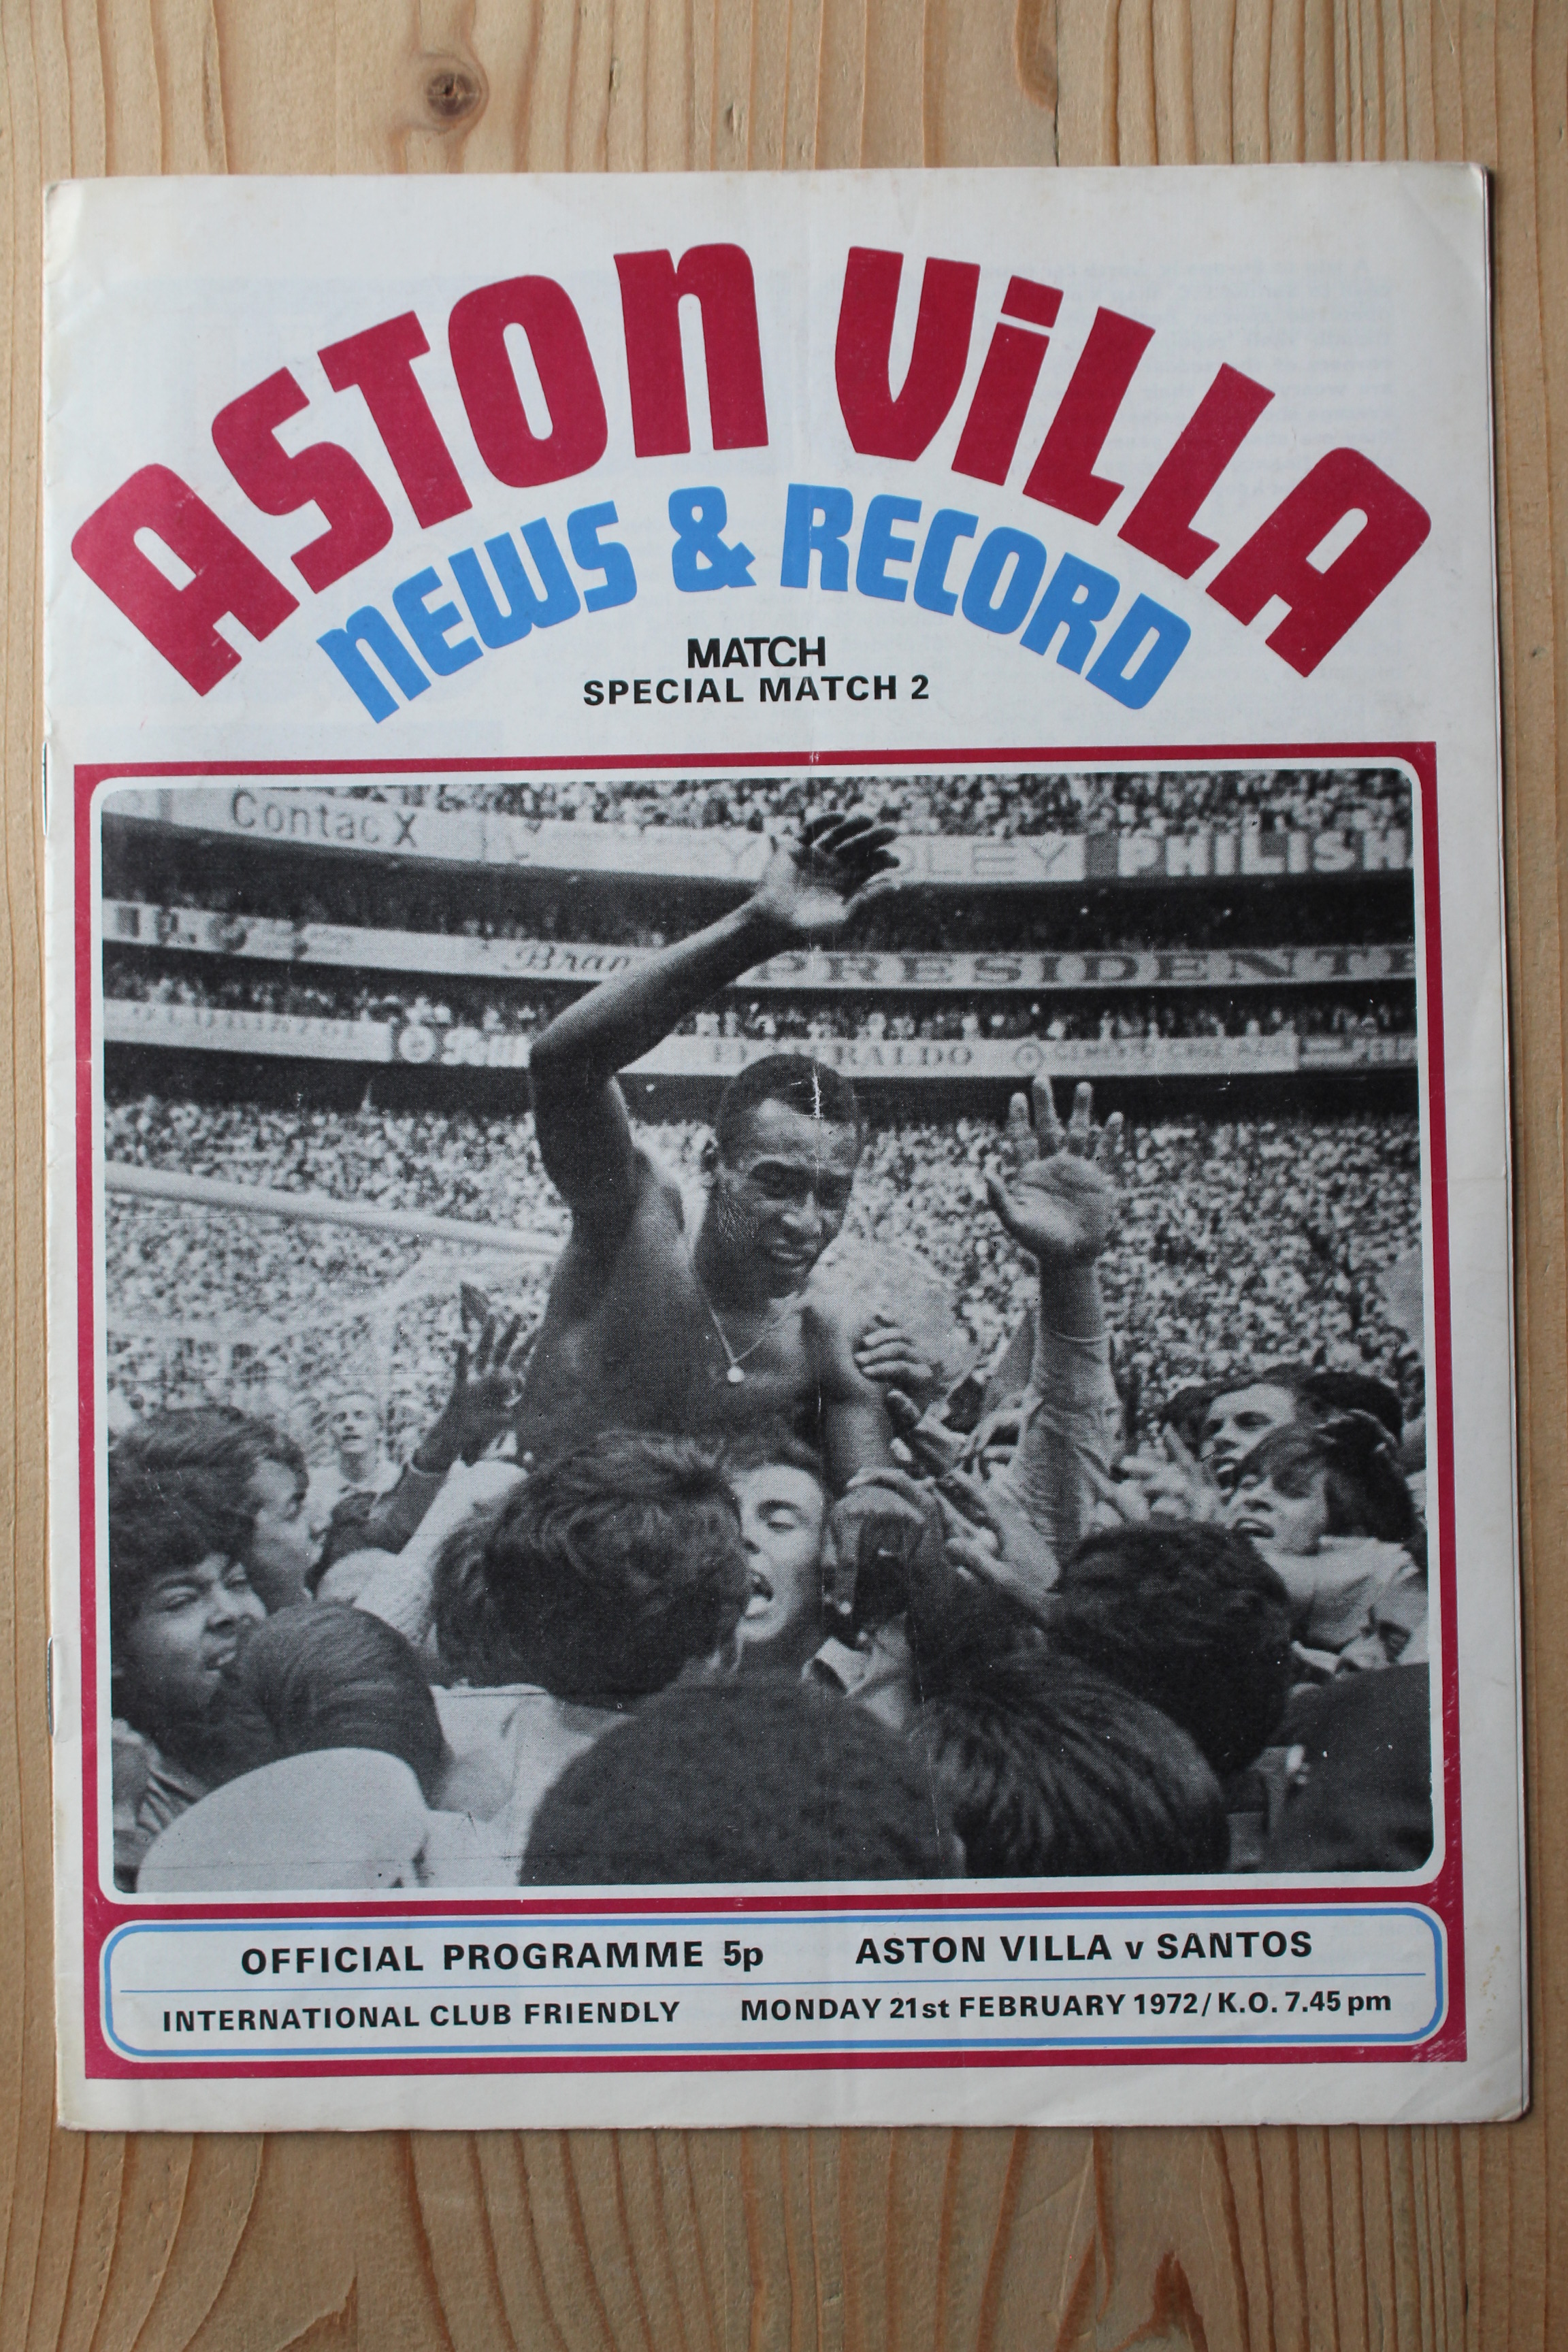 ASTON ViLLA
NEWS & RECORD
MATCH
SPECIAL MATCH 2
Contac X
PHILISH
PRESIDENTE
OFFICIAL PROGRAMME 5p
ASTON VILLA v SANTOS
INTERNATIONAL CLUB FRIENDLY
MONDAY 21st FEBRUARY 1972/K.O. 7.45 pm